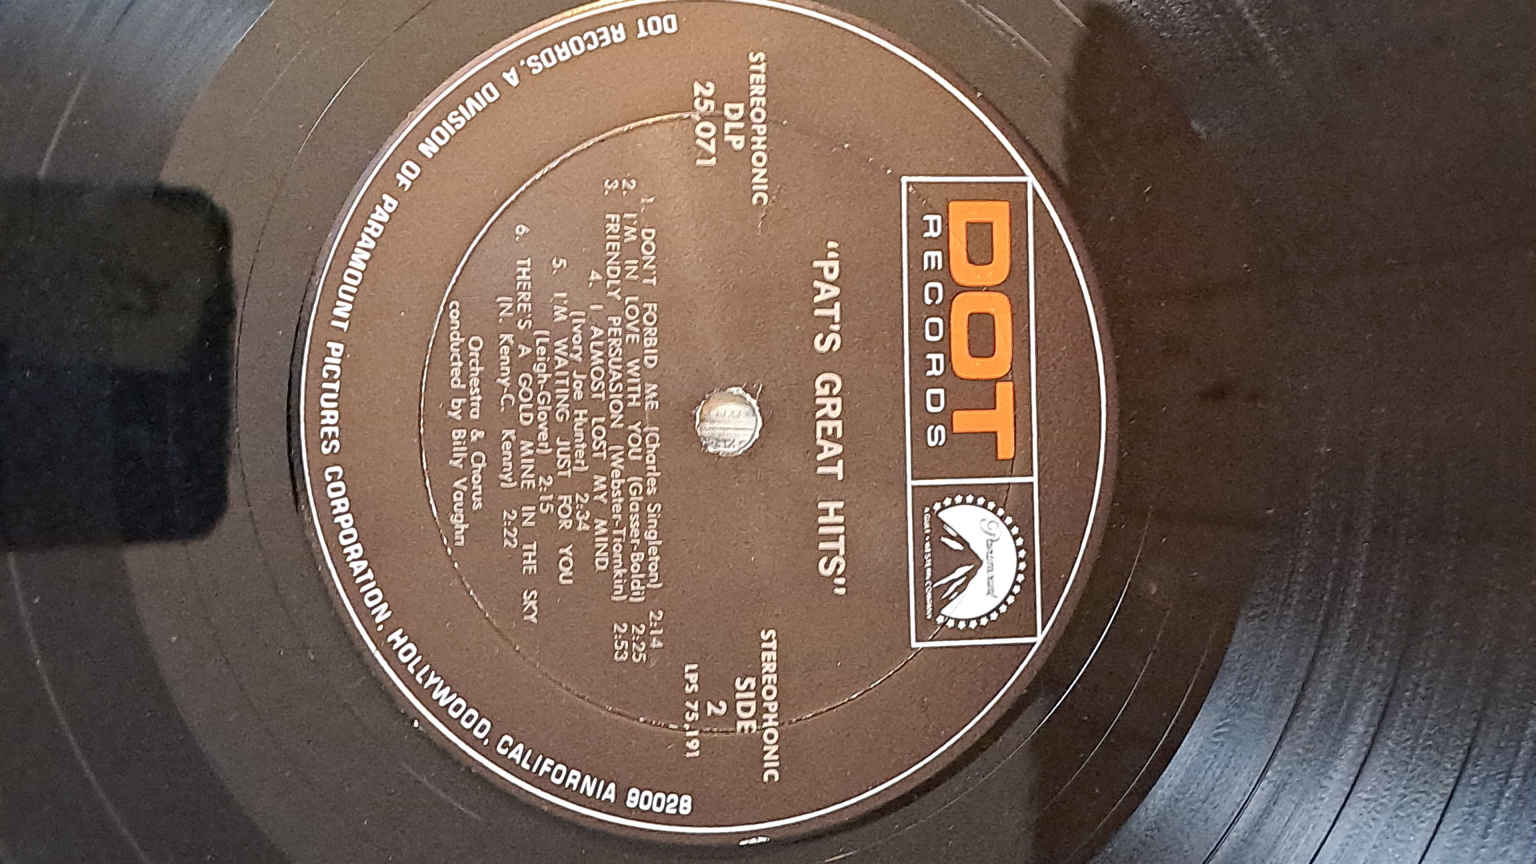 DOT
RECORDS
Paramount
"PAT'S GREAT HITS"
STEREOPHONIC
DLP
25,071
STEREOPHONIC
SIDE
2
LPS 75,191
1. DON'T FORBID ME (Charles Singleton) 2:14
2. I'M IN LOVE WITH YOU (Glasser-Boldi) 2:25
3. FRIENDLY PERSUASION (Webster-Tiomkin) 2:53
4. I ALMOST LOST MY MIND
(Ivory Joe Hunter) 2:34
5. I'M WAITING JUST FOR YOU
(Leigh-Glover) 2:15
6. THERE'S A GOLD MINE IN THE SKY
(N. Kenny-C. Kenny) 2:22
Orchestra & Chorus
conducted by Billy Vaughn
DOT RECORDS, A DIVISION OF PARAMOUNT PICTURES CORPORATION, HOLLYWOOD, CALIFORNIA 90028